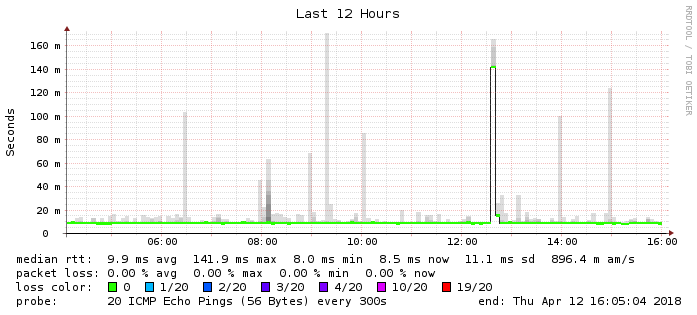 Last 12 Hours
RRDTOOL / TOBI OETIKER
Seconds
160 m
140 m
120 m
100 m
80 m
60 m
40 m
20 m
0
06:00 08:00 10:00 12:00 14:00 16:00
median rtt: 9.9 ms avg 141.9 ms max 8.0 ms min 8.5 ms now 11.1 ms sd 896.4 m am/s
packet loss: 0.00 % avg 0.00 % max 0.00 % min 0.00 % now
loss color: 0 1/20 2/20 3/20 4/20 10/20 19/20
probe: 20 ICMP Echo Pings (56 Bytes) every 300s end: Thu Apr 12 16:05:04 2018